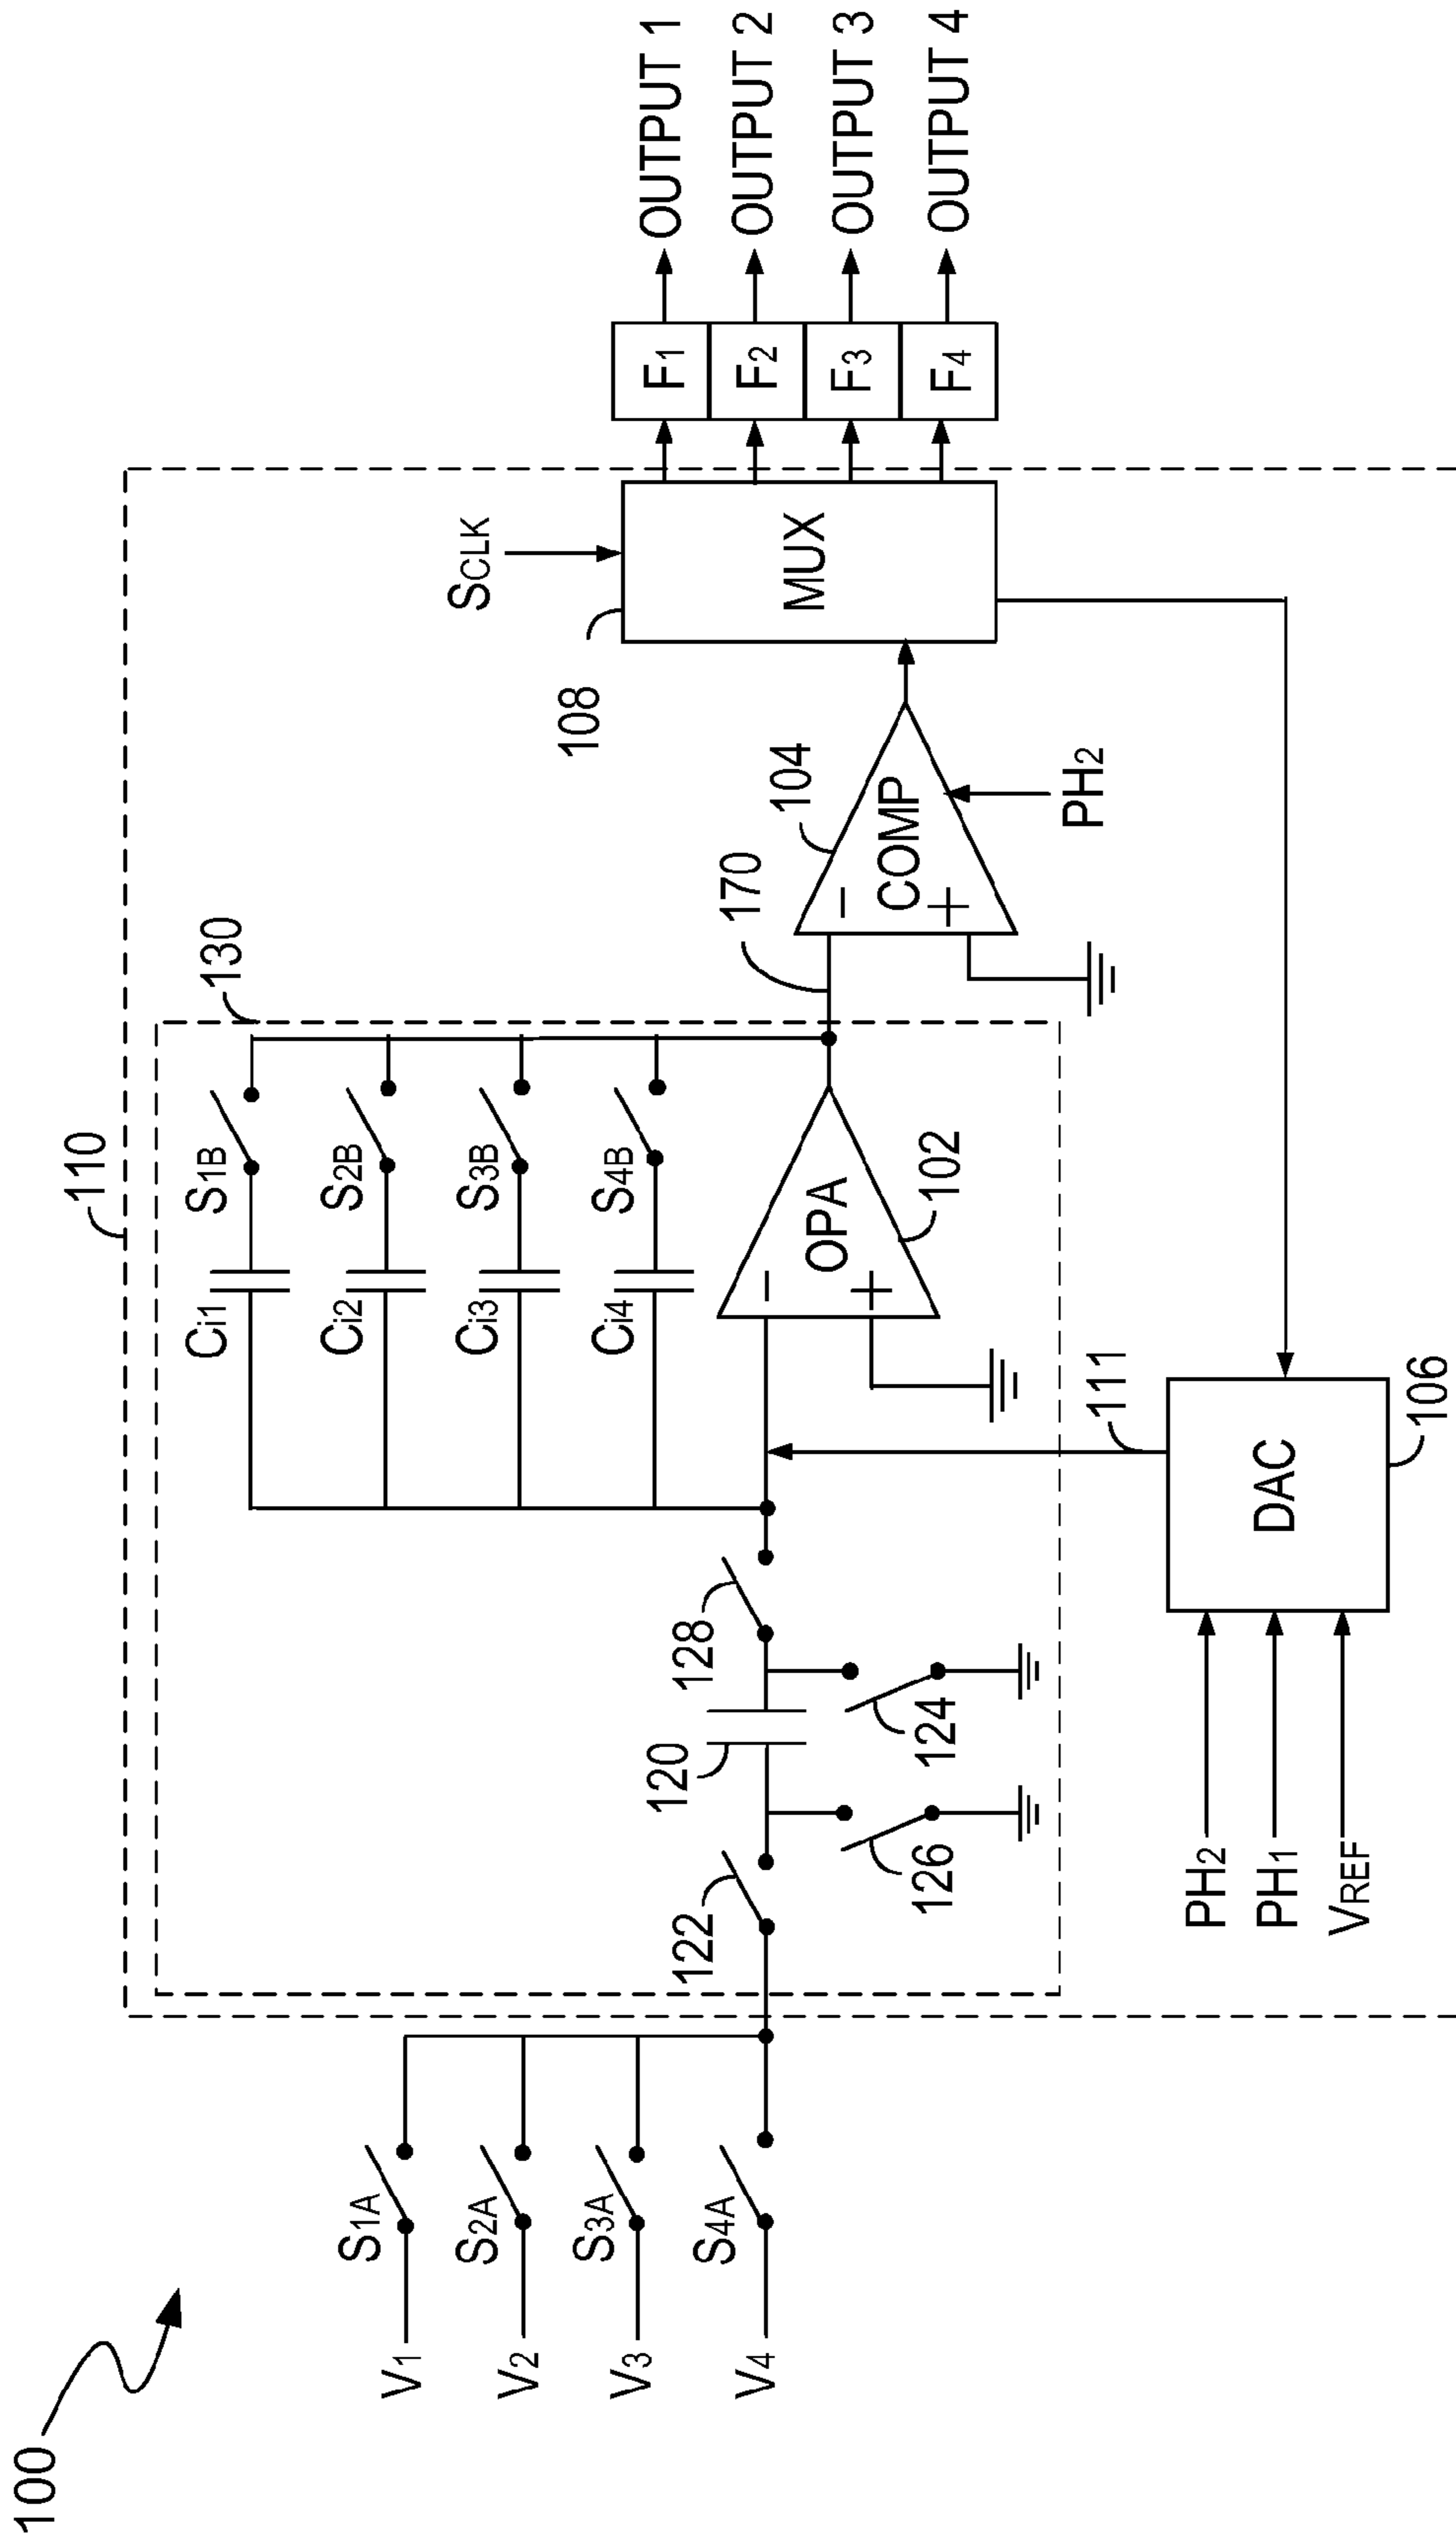 100
110
130
V1
S1A
V2
S2A
V3
S3A
V4
S4A
122
126
120
124
128
Ci1
S1B
Ci2
S2B
Ci3
S3B
Ci4
S4B
−
+
OPA
102
170
−
+
COMP
104
PH2
108
SCLK
MUX
F1
OUTPUT 1
F2
OUTPUT 2
F3
OUTPUT 3
F4
OUTPUT 4
111
PH2
PH1
VREF
DAC
106